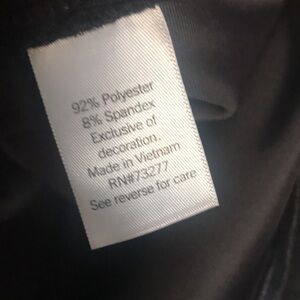 92% Polyester
8% Spandex
Exclusive of
decoration.
Made in Vietnam
RN#73277
See reverse for care